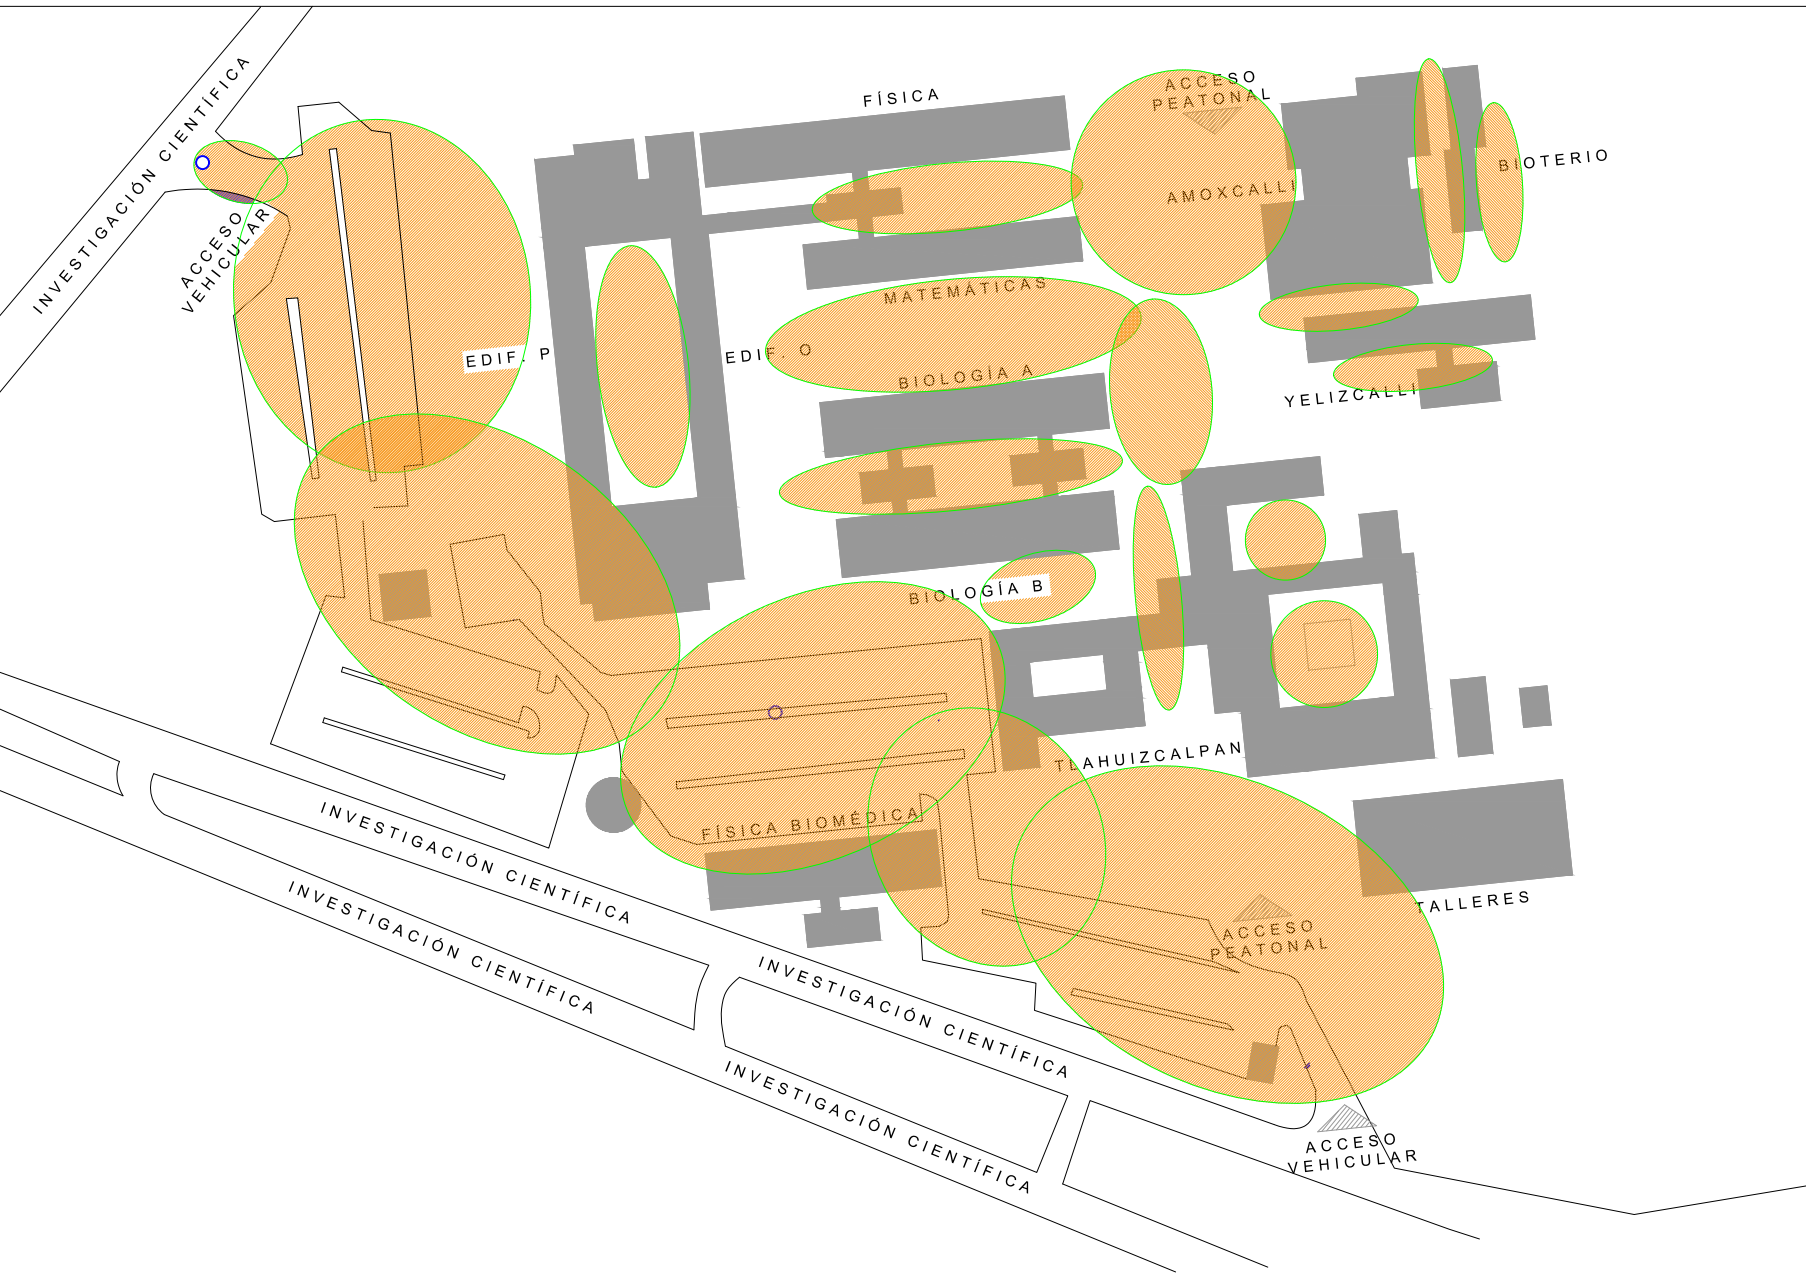 INVESTIGACIÓN CIENTÍFICA
ACCESO
VEHICULAR
FÍSICA
ACCESO
PEATONAL
AMOXCALLI
BIOTERIO
MATEMÁTICAS
EDIF. P
EDIF. O
BIOLOGÍA A
YELIZCALLI
BIOLOGÍA B
TLAHUIZCALPAN
FÍSICA BIOMÉDICA
TALLERES
ACCESO
PEATONAL
INVESTIGACIÓN CIENTÍFICA
INVESTIGACIÓN CIENTÍFICA
INVESTIGACIÓN CIENTÍFICA
INVESTIGACIÓN CIENTÍFICA
ACCESO
VEHICULAR